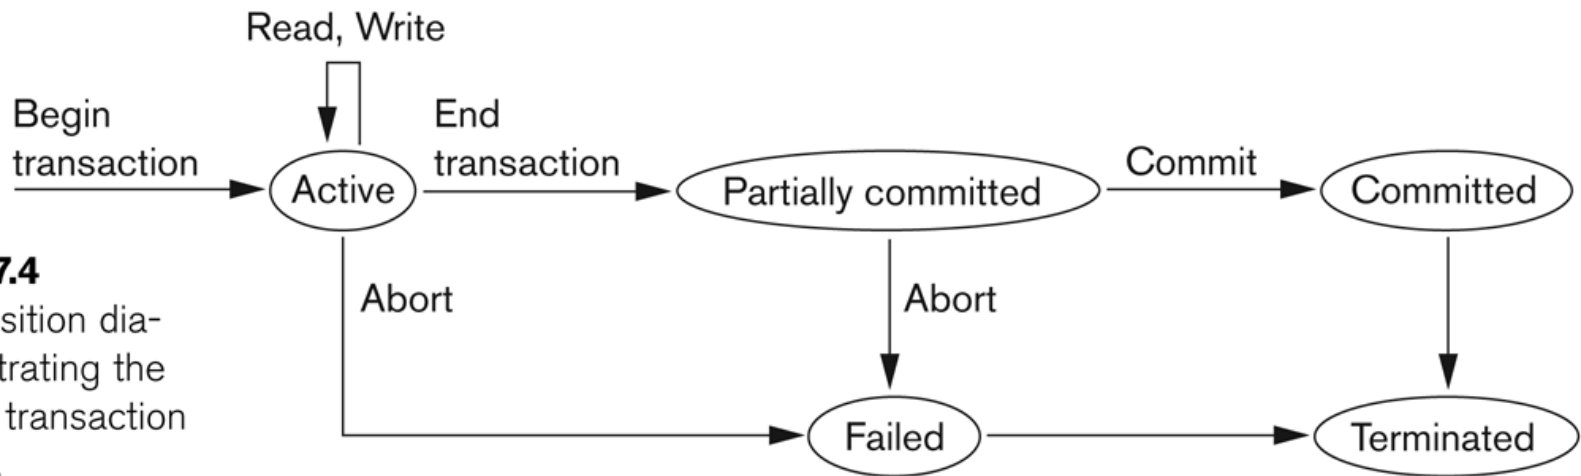 Read, Write
Begin
transaction
End
transaction
Active
Partially committed
Commit
Committed
7.4
sition dia-
trating the
transaction
Abort
Abort
Failed
Terminated